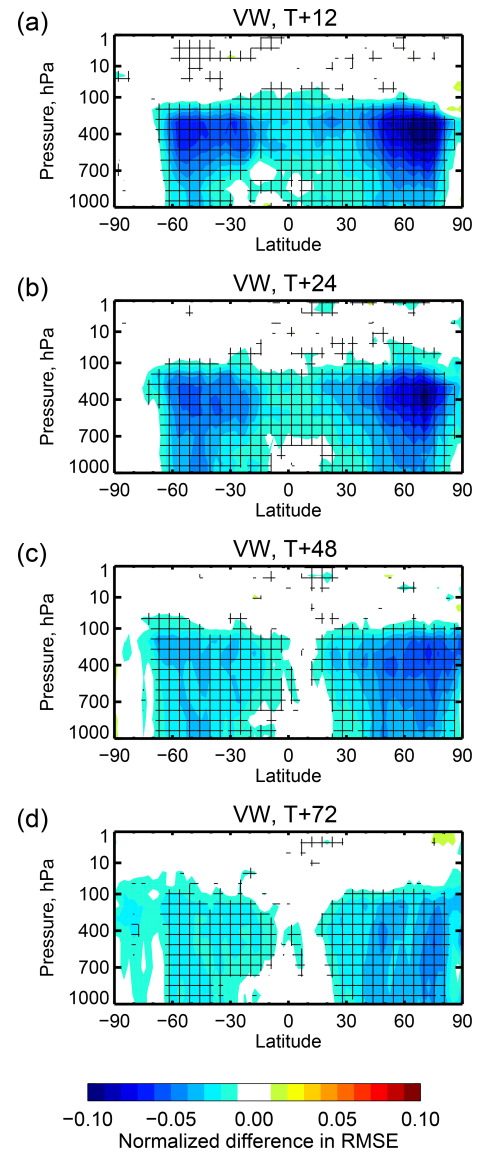 (a)
VW, T+12
Pressure, hPa
1
10
100
400
700
1000
−90 −60 −30 0 30 60 90
Latitude
(b)
VW, T+24
Pressure, hPa
1
10
100
400
700
1000
−90 −60 −30 0 30 60 90
Latitude
(c)
VW, T+48
Pressure, hPa
1
10
100
400
700
1000
−90 −60 −30 0 30 60 90
Latitude
(d)
VW, T+72
Pressure, hPa
1
10
100
400
700
1000
−90 −60 −30 0 30 60 90
Latitude
−0.10 −0.05 0.00 0.05 0.10
Normalized difference in RMSE